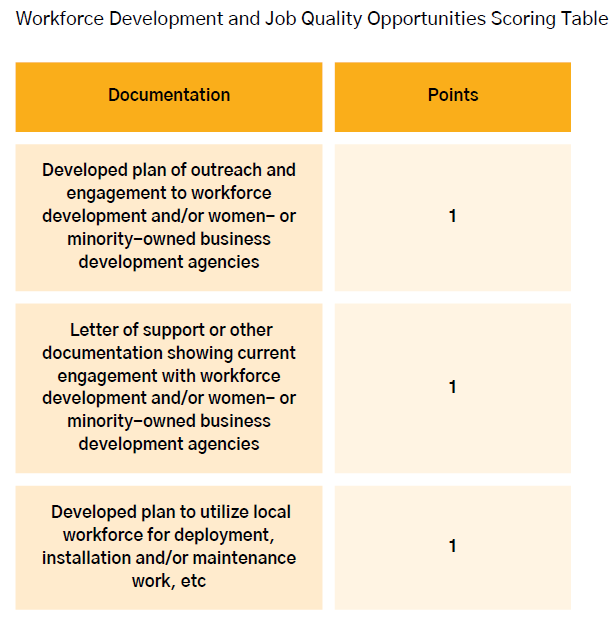 Workforce Development and Job Quality Opportunities Scoring Table
Documentation
Points
Developed plan of outreach and
engagement to workforce
development and/or women- or
minority-owned business
development agencies
1
Letter of support or other
documentation showing current
engagement with workforce
development and/or women- or
minority-owned business
development agencies
1
Developed plan to utilize local
workforce for deployment,
installation and/or maintenance
work, etc
1